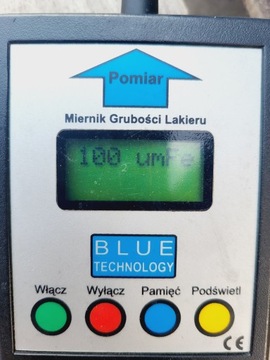 Pomiar
Miernik Grubości Lakieru
100 umFe
BLUE
TECHNOLOGY
Włącz Wyłącz Pamięć Podświetl
CE